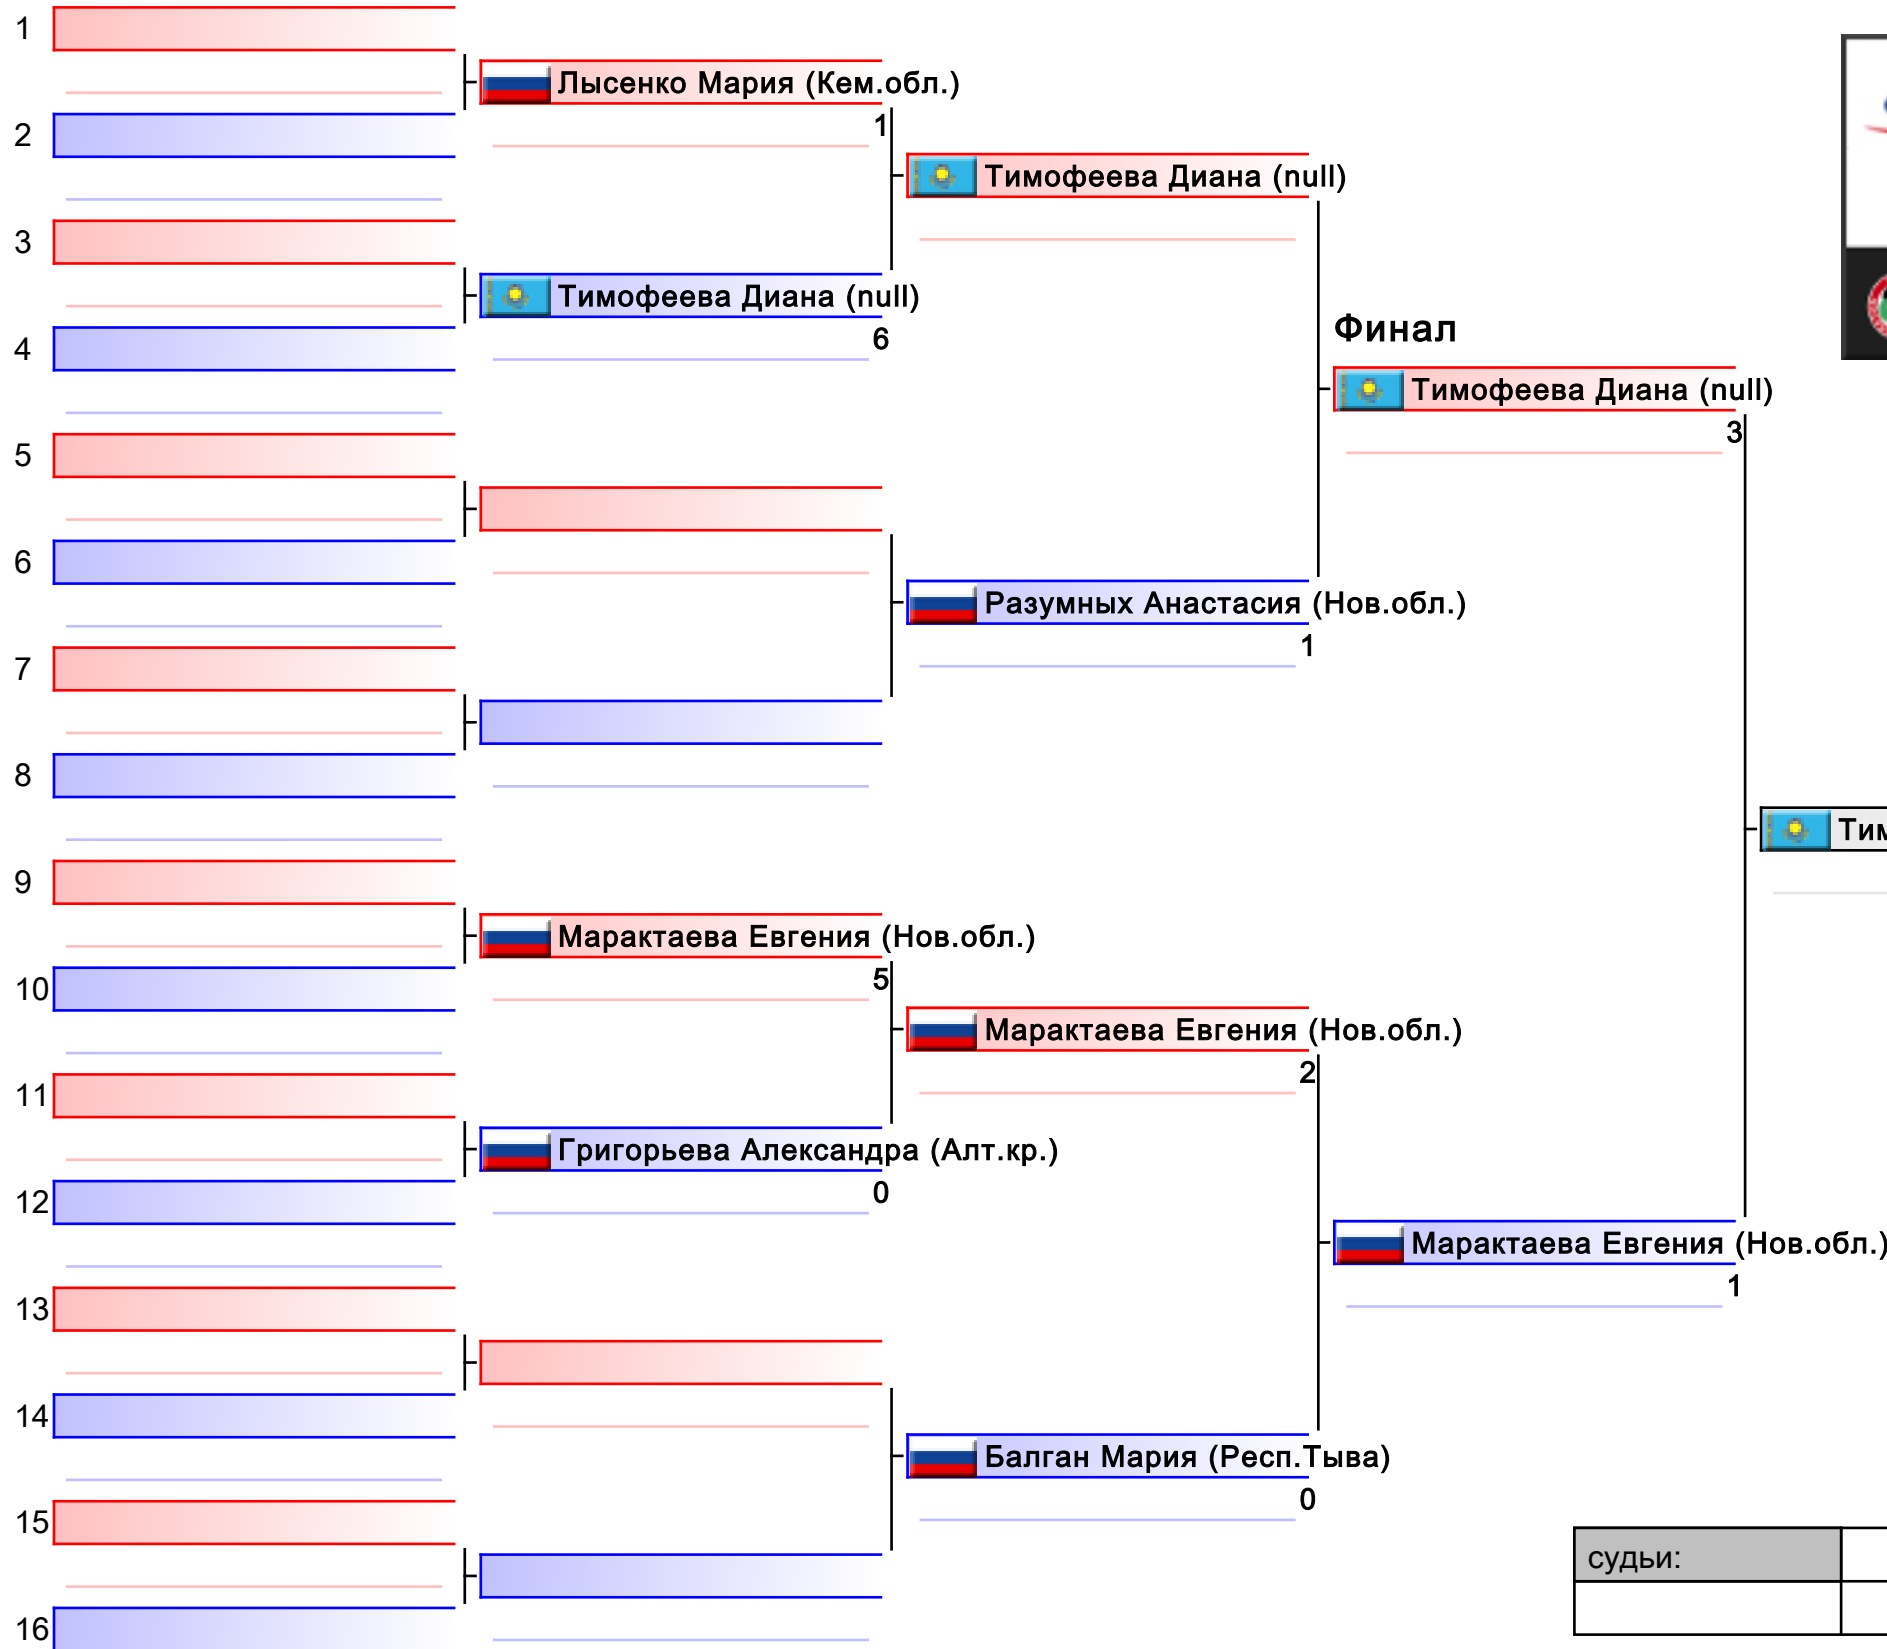 1
Лысенко Мария (Кем.обл.)
1
2
Тимофеева Диана (null)
3
Тимофеева Диана (null)
6
4
Финал
Тимофеева Диана (null)
3
5
6
Разумных Анастасия (Нов.обл.)
1
7
8
Тим
9
Марактаева Евгения (Нов.обл.)
5
10
Марактаева Евгения (Нов.обл.)
2
11
Григорьева Александра (Алт.кр.)
0
12
Марактаева Евгения (Нов.обл.)
1
13
14
Балган Мария (Респ.Тыва)
0
15
судьи:
16